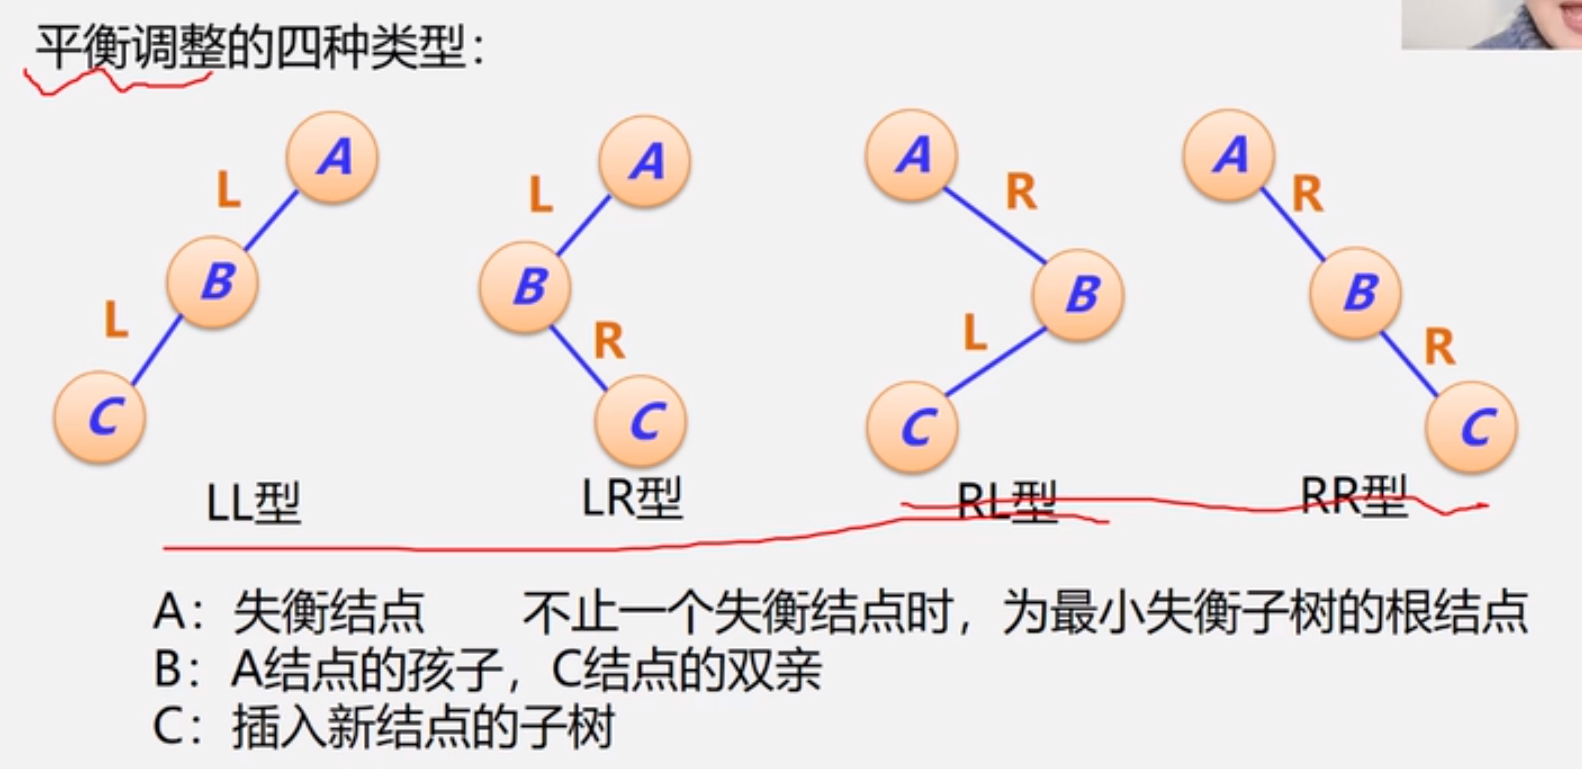 平衡调整的四种类型：
A A A A
L L R R
B B B B
L R L R
C C C C
LL型 LR型 RL型 RR型
A：失衡结点 不止一个失衡结点时，为最小失衡子树的根结点
B：A结点的孩子，C结点的双亲
C：插入新结点的子树